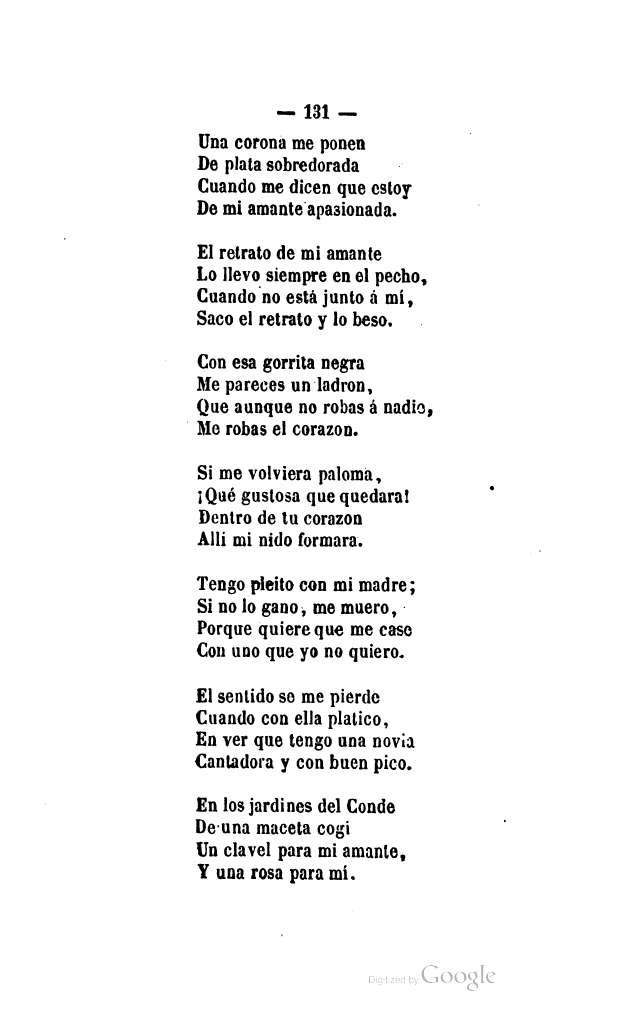 — 131 —
Una corona me ponen
De plata sobredorada
Cuando me dicen que estoy
De mi amante apasionada.

El retrato de mi amante
Lo llevo siempre en el pecho,
Cuando no está junto á mí,
Saco el retrato y lo beso.

Con esa gorrita negra
Me pareces un ladron,
Que aunque no robas á nadie,
Me robas el corazon.

Si me volviera paloma,
¡Qué gustosa que quedara!
Dentro de tu corazon
Alli mi nido formara.

Tengo pleito con mi madre;
Si no lo gano, me muero,
Porque quiere que me case
Con uno que yo no quiero.

El sentido se me pierde
Cuando con ella platico,
En ver que tengo una novia
Cantadora y con buen pico.

En los jardines del Conde
De una maceta cogi
Un clavel para mi amante,
Y una rosa para mí.

Digitized by Google